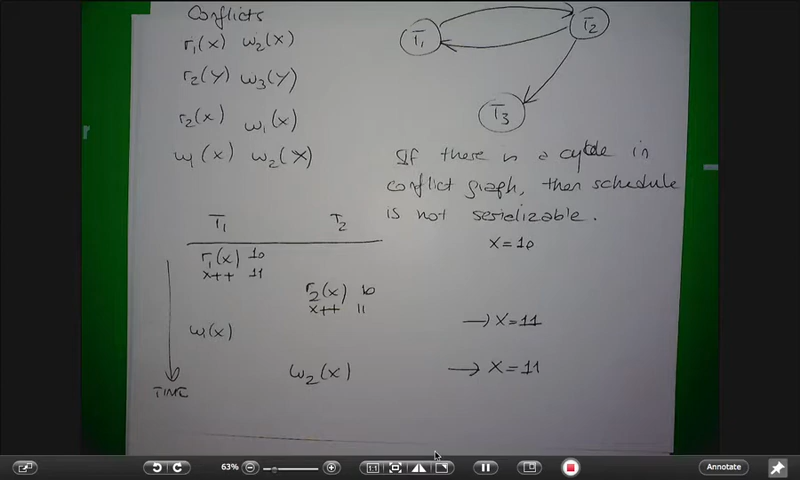 Conflicts
r₁(x) w₂(x)
r₂(y) w₃(y)
r₂(x) w₁(x)
w₁(x) w₂(x)
T₁
T₂
T₃
If there is a cycle in
conflict graph, then schedule
is not serializable.
T₁ T₂
x=10
r₁(x) 10
x++ 11
r₂(x) 10
x++ 11
w₁(x) → x=11
w₂(x) → x=11
TIME
63% 1:1 Annotate